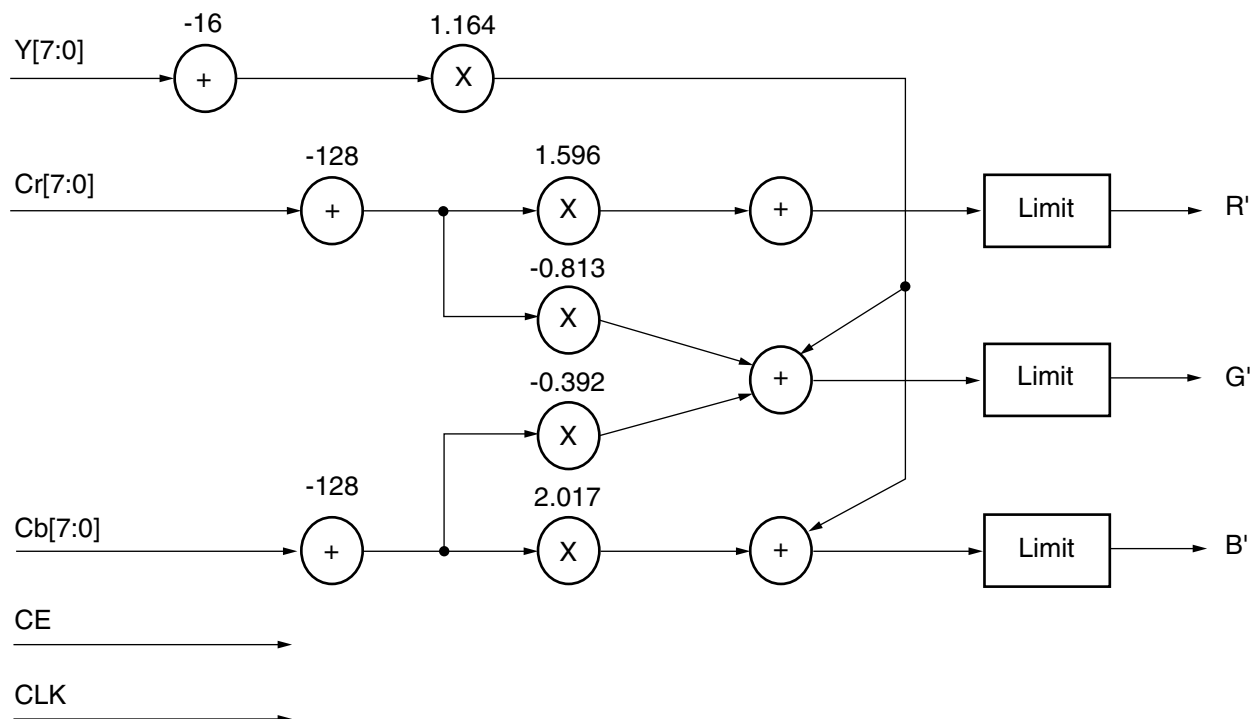 -16
1.164
Y[7:0]
+
X
-128
1.596
Cr[7:0]
+
X
+
Limit
R'
-0.813
X
-0.392
+
Limit
G'
X
-128
2.017
Cb[7:0]
+
X
+
Limit
B'
CE
CLK